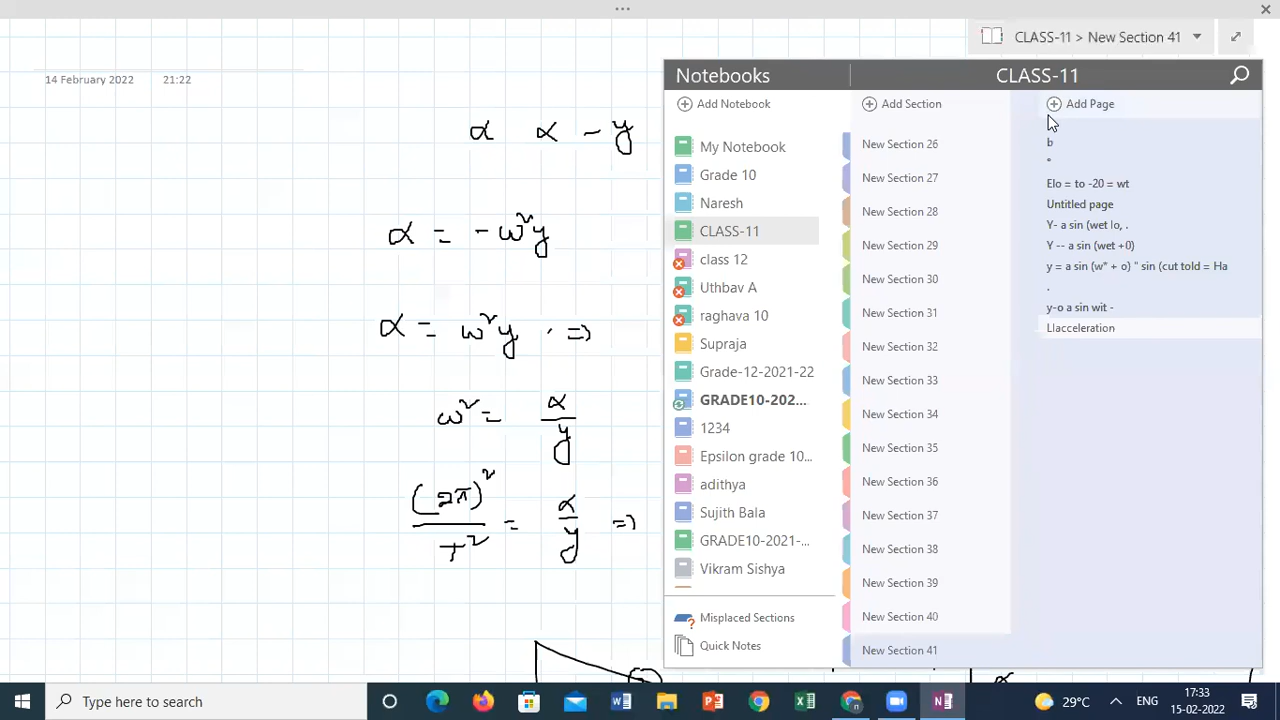 CLASS-11 > New Section 41
14 February 2022 21:22
α α - y
α = - ω²y
α = ω²y . =>
ω² = α/y
(2π)²/T² = α/y =>
Notebooks
CLASS-11
Add Notebook
Add Section
Add Page
My Notebook
Grade 10
Naresh
CLASS-11
class 12
Uthbav A
raghava 10
Supraja
Grade-12-2021-22
GRADE10-202...
1234
Epsilon grade 10...
adithya
Sujith Bala
GRADE10-2021-...
Vikram Sishya
Misplaced Sections
Quick Notes
New Section 26
New Section 27
New Section 28
New Section 29
New Section 30
New Section 31
New Section 32
New Section 33
New Section 34
New Section 35
New Section 36
New Section 37
New Section 38
New Section 39
New Section 40
New Section 41
b
Elo = to -20 = wt
Untitled page
Y- a sin (wet lo, .
Y -- a sin (wet +0)
y = a sin (w" no,) " sin (cut told = Ha
.
y-o a sin wit
Llacceleration
Type here to search
29°C
ENG
17:33
15-02-2022